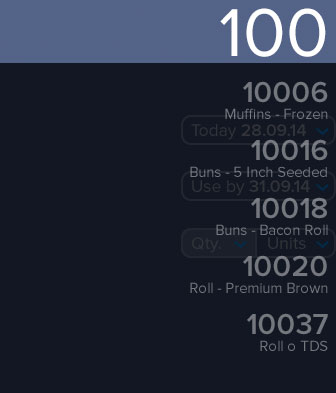 100
10006
Muffins - Frozen
Today 28.09.14
10016
Buns - 5 Inch Seeded
Use by 31.09.14
10018
Buns - Bacon Roll
Qty. Units
10020
Roll - Premium Brown
10037
Roll o TDS